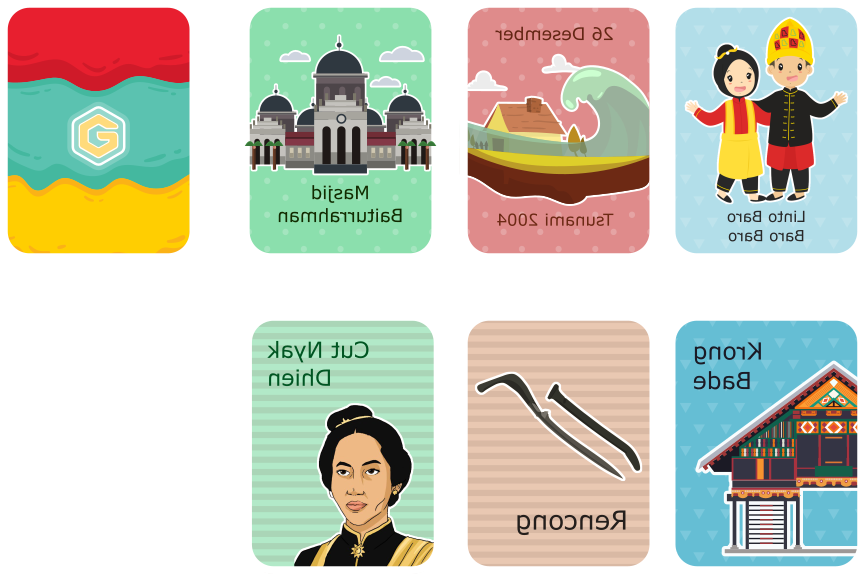 G
Masjid
Baiturrahman
26 Desember
Tsunami 2004
Linto Baro
Baro Baro
Cut Nyak
Dhien
Rencong
Krong
Bade